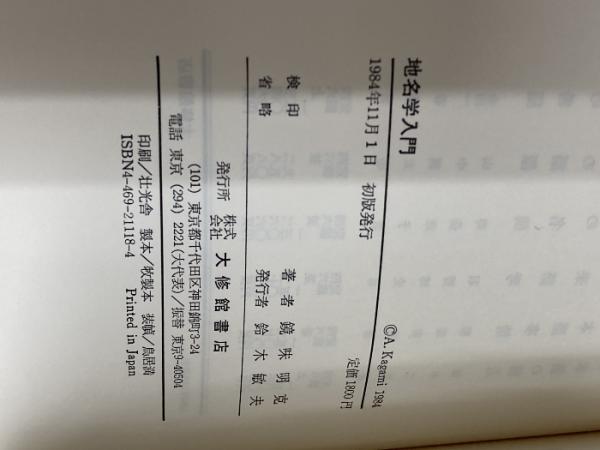 地名学入門
©A. Kagami 1984
1984年11月1日 初版発行
定価1800円
検印
省略
著者 鏡味明克
発行者 鈴木敏夫
発行所 株式会社 大修館書店
(101) 東京都千代田区神田錦町3-24
電話 東京 (294) 2221(大代表)/振替 東京9-40504
印刷/壮光舎 製本/牧製本 装幀/鳥居満
ISBN4-469-21118-4 Printed in Japan